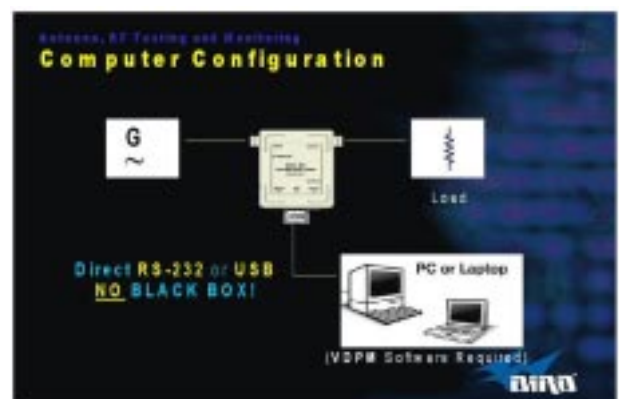 Antenna, RF Testing and Monitoring
Computer Configuration
G
~
Load
Direct RS-232 or USB
NO BLACK BOX!
PC or Laptop
(VDPM Software Required)